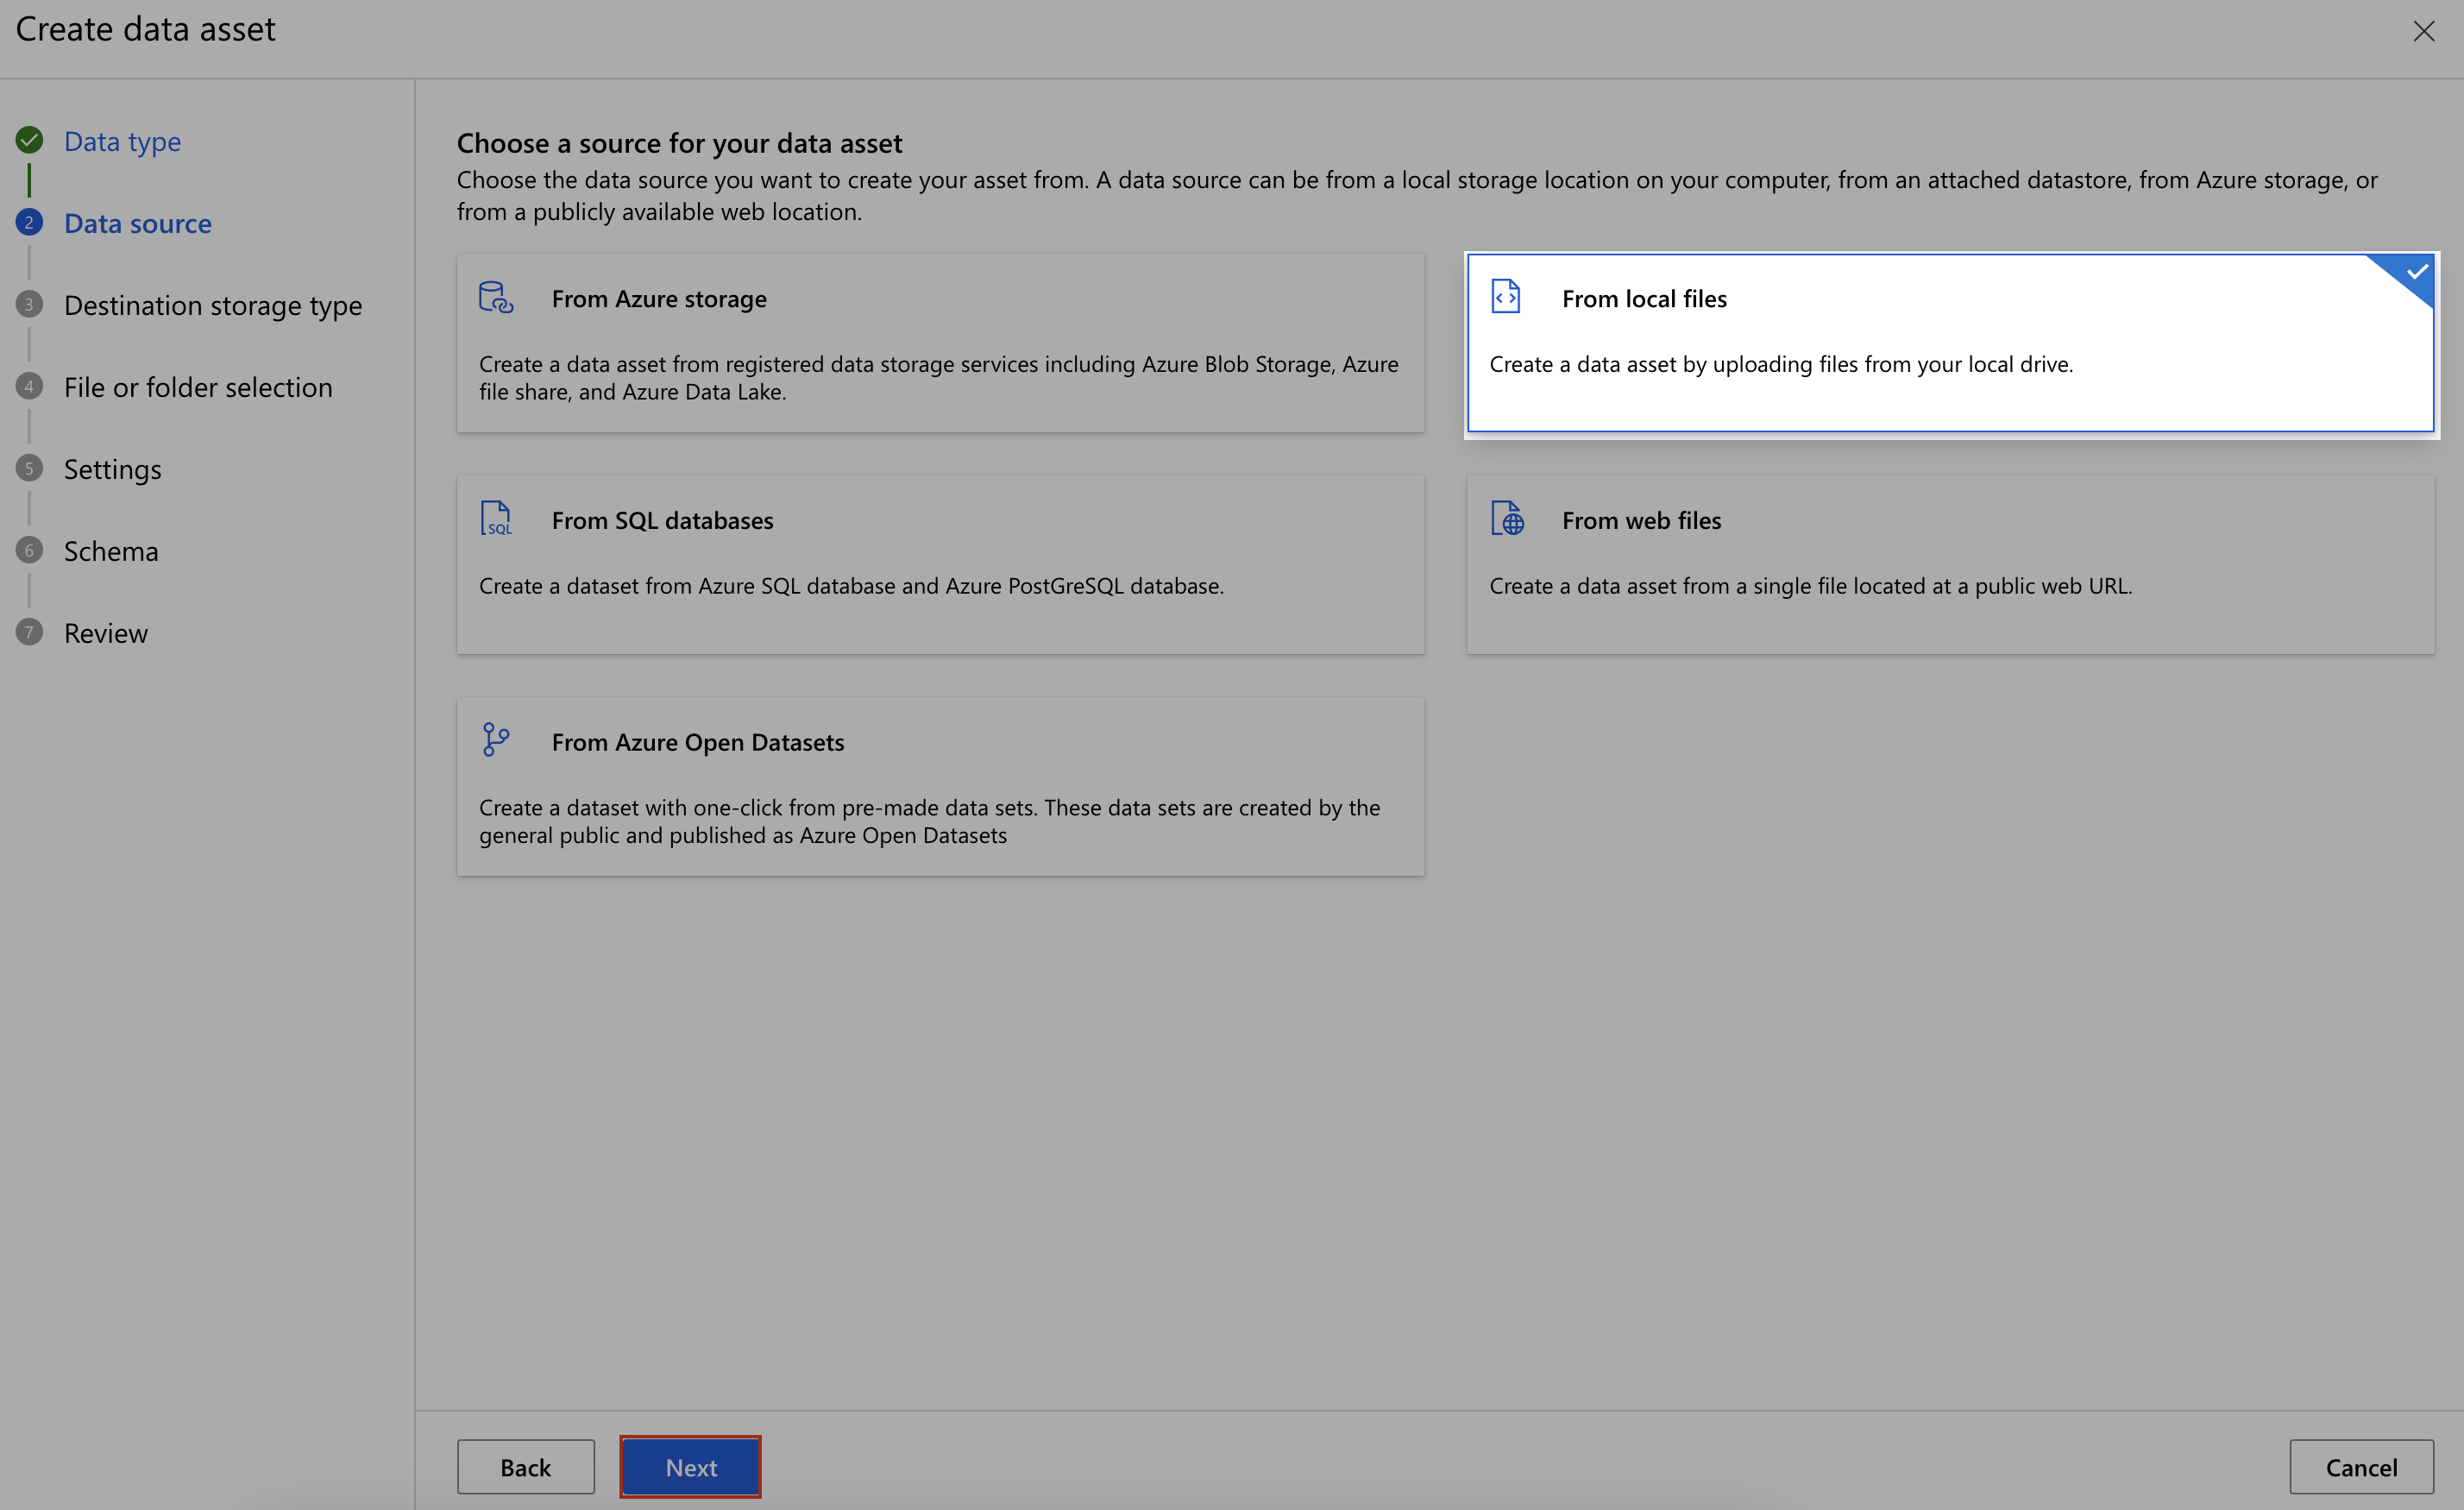 Create data asset
Data type
2 Data source
3 Destination storage type
4 File or folder selection
5 Settings
6 Schema
7 Review
Choose a source for your data asset
Choose the data source you want to create your asset from. A data source can be from a local storage location on your computer, from an attached datastore, from Azure storage, or
from a publicly available web location.
From Azure storage
Create a data asset from registered data storage services including Azure Blob Storage, Azure
file share, and Azure Data Lake.
From local files
Create a data asset by uploading files from your local drive.
SQL
From SQL databases
Create a dataset from Azure SQL database and Azure PostGreSQL database.
From web files
Create a data asset from a single file located at a public web URL.
From Azure Open Datasets
Create a dataset with one-click from pre-made data sets. These data sets are created by the
general public and published as Azure Open Datasets
Back
Next
Cancel